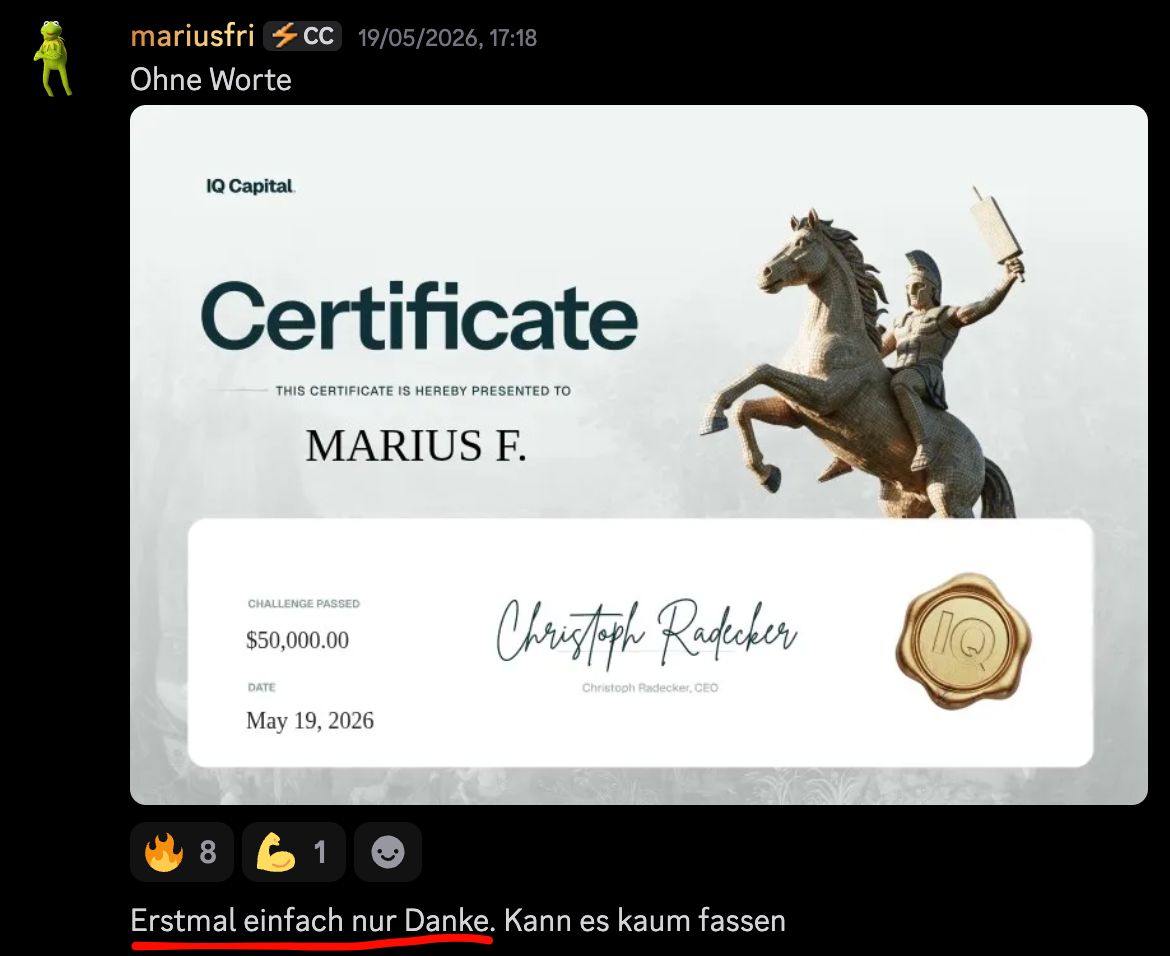 mariusfri ⚡ CC 19/05/2026, 17:18
Ohne Worte
IQ Capital.
Certificate
THIS CERTIFICATE IS HEREBY PRESENTED TO
MARIUS F.
CHALLENGE PASSED
$50,000.00
DATE
May 19, 2026
Christoph Radecker
Christoph Radecker, CEO
IQ
🔥 8 💪 1
Erstmal einfach nur Danke. Kann es kaum fassen